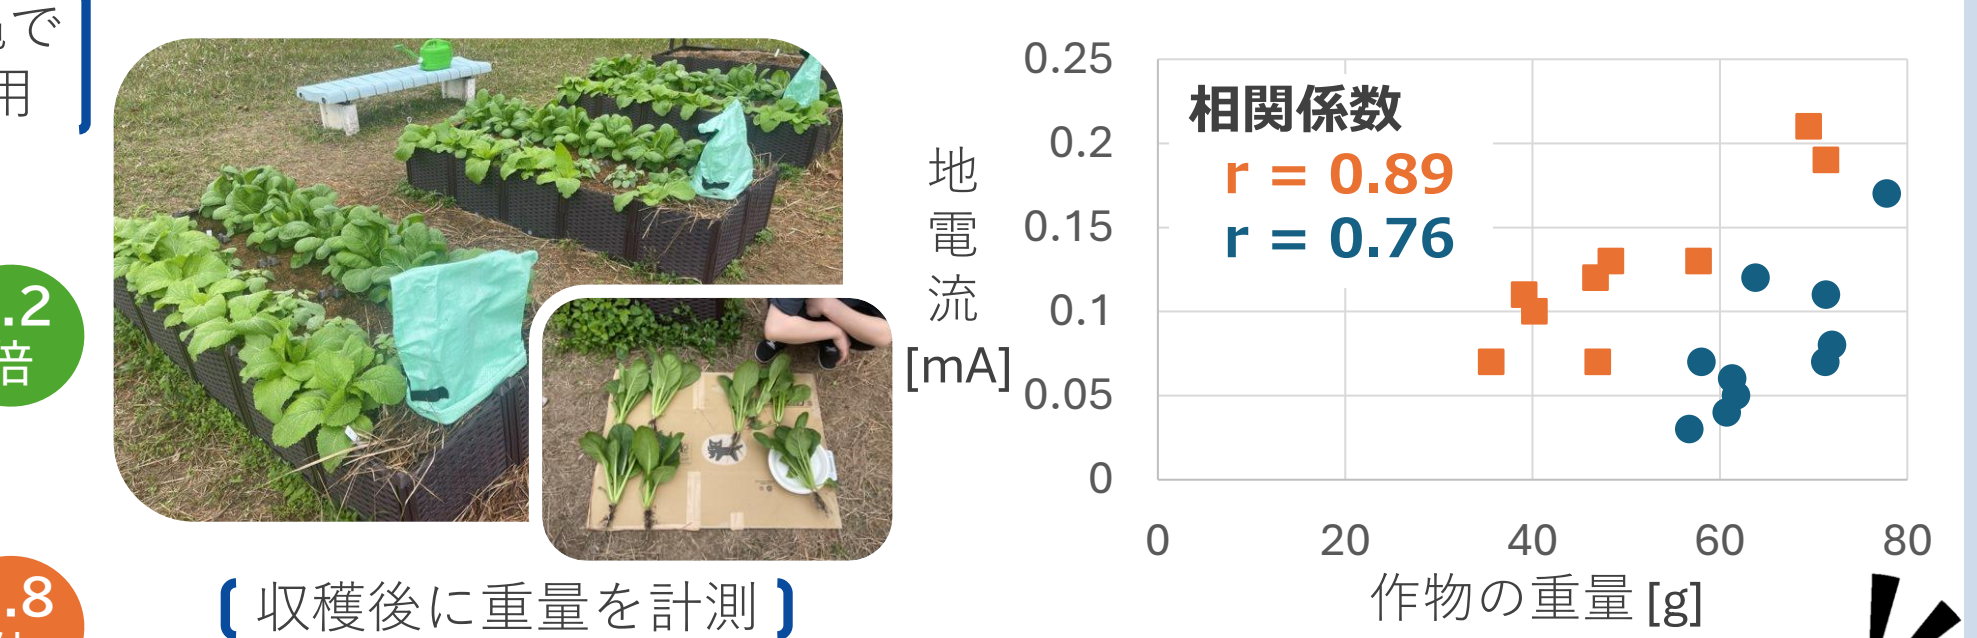 で
用
.2
倍
.8
収穫後に重量を計測
地電流
[mA]
0.25
0.2
0.15
0.1
0.05
0
相関係数
r = 0.89
r = 0.76
0 20 40 60 80
作物の重量 [g]